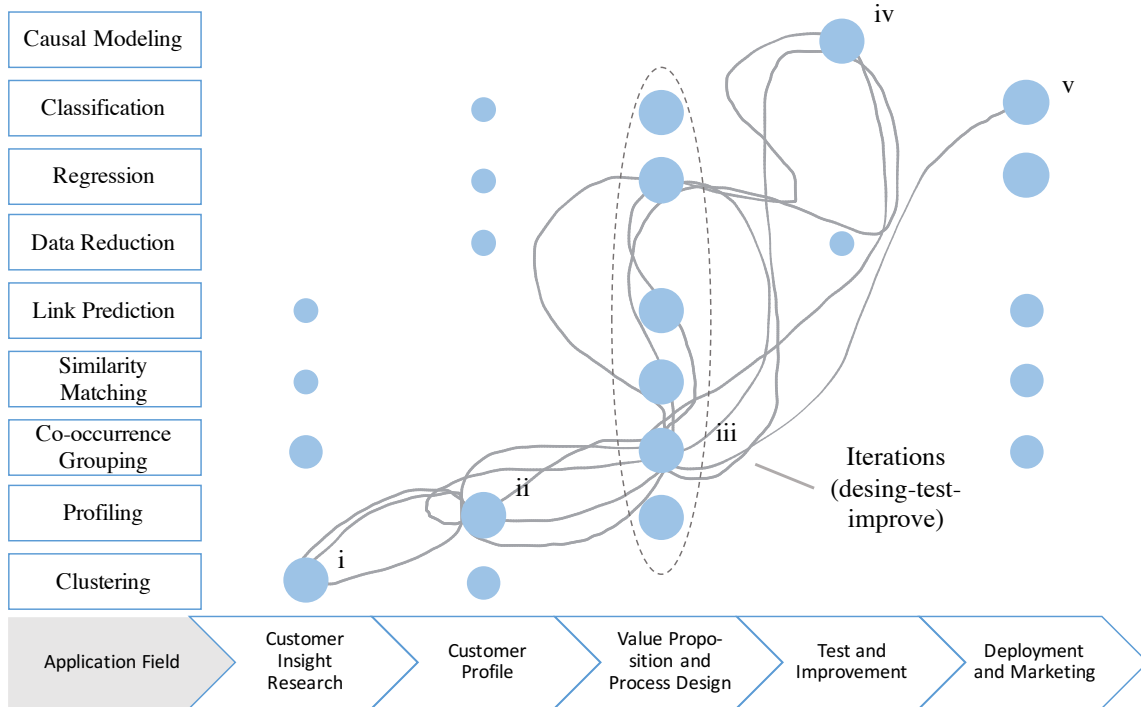 Causal Modeling
iv
Classification
v
Regression
Data Reduction
Link Prediction
Similarity
Matching
Co-occurrence
Grouping
iii
Iterations
(desing-test-
improve)
Profiling
ii
Clustering
i
Application Field
Customer
Insight
Research
Customer
Profile
Value Propo-
sition and
Process Design
Test and
Improvement
Deployment
and Marketing